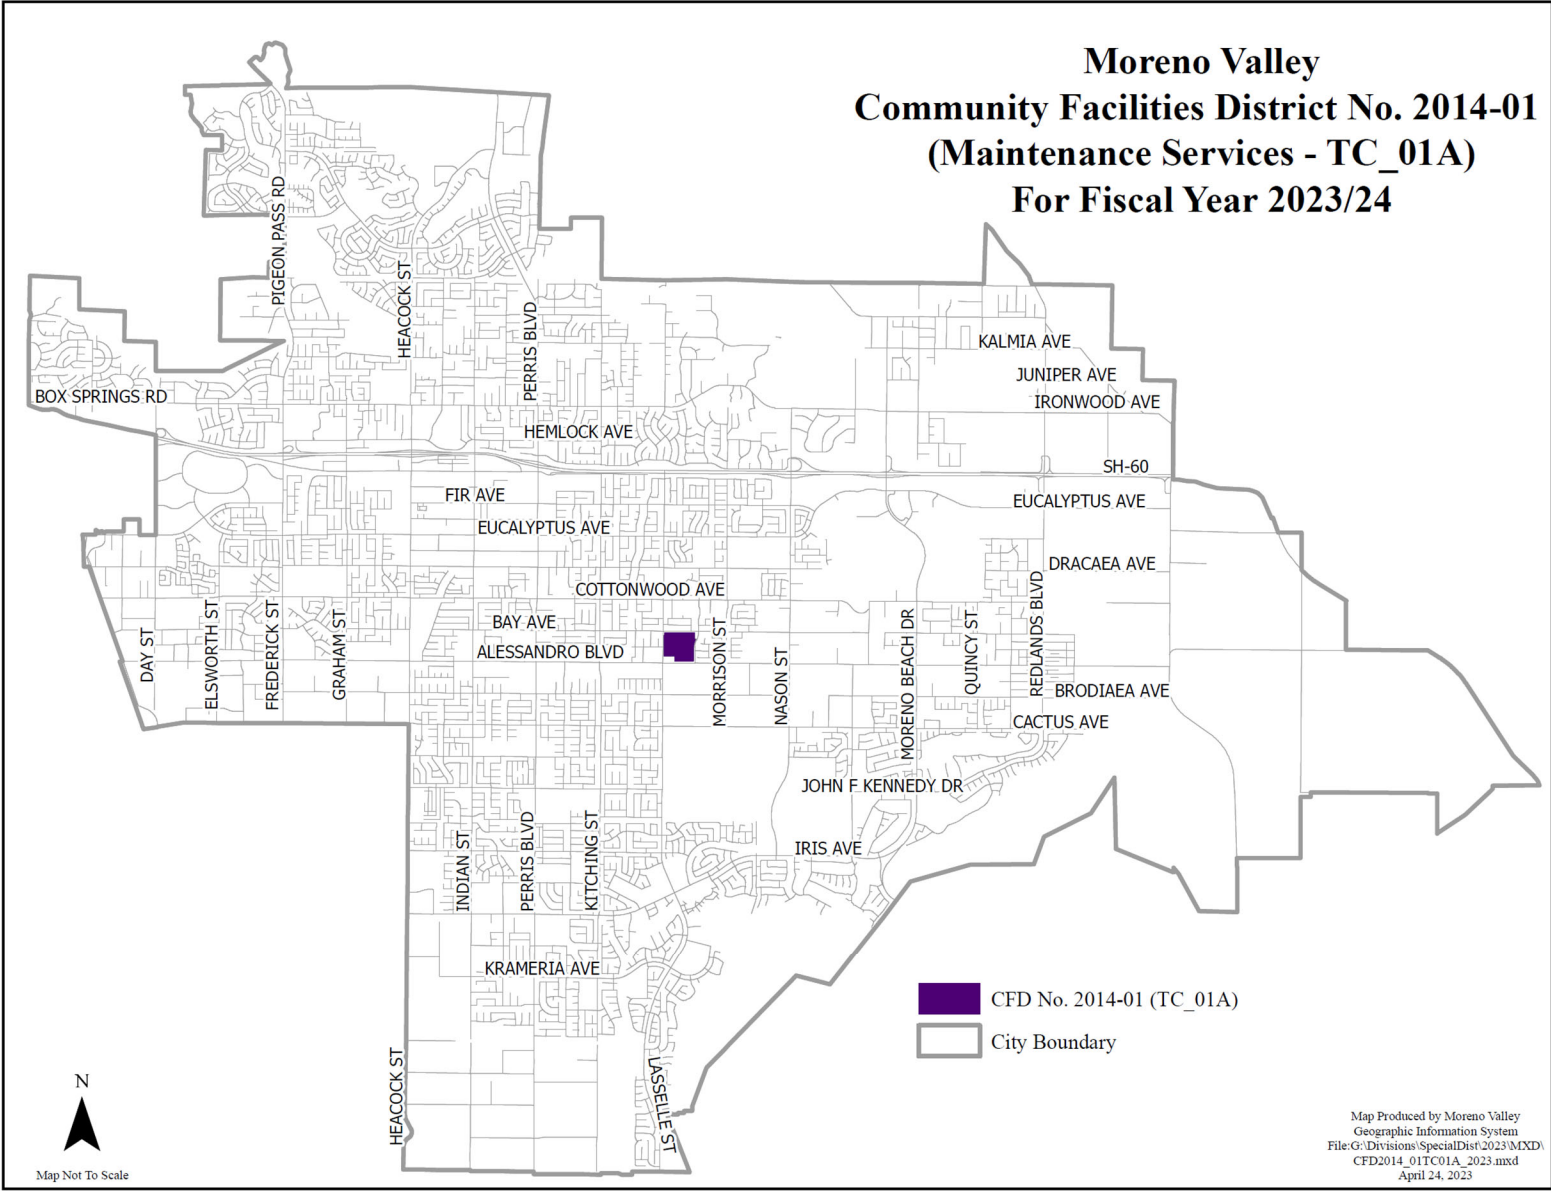 Moreno Valley
Community Facilities District No. 2014-01
(Maintenance Services - TC_01A)
For Fiscal Year 2023/24
PIGEON PASS RD
HEACOCK ST
PERRIS BLVD
KALMIA AVE
JUNIPER AVE
BOX SPRINGS RD
IRONWOOD AVE
HEMLOCK AVE
SH-60
FIR AVE
EUCALYPTUS AVE
EUCALYPTUS AVE
DRACAEA AVE
COTTONWOOD AVE
BAY AVE
ALESSANDRO BLVD
DAY ST
ELSWORTH ST
FREDERICK ST
GRAHAM ST
MORRISON ST
NASON ST
MORENO BEACH DR
QUINCY ST
REDLANDS BLVD
BRODIAEA AVE
CACTUS AVE
JOHN F KENNEDY DR
IRIS AVE
INDIAN ST
PERRIS BLVD
KITCHING ST
KRAMERIA AVE
HEACOCK ST
LASSELLE ST
CFD No. 2014-01 (TC_01A)
City Boundary
N
Map Not To Scale
Map Produced by Moreno Valley
Geographic Information System
File:G:\Divisions\SpecialDist\2023\MXD\
CFD2014_01TC01A_2023.mxd
April 24, 2023